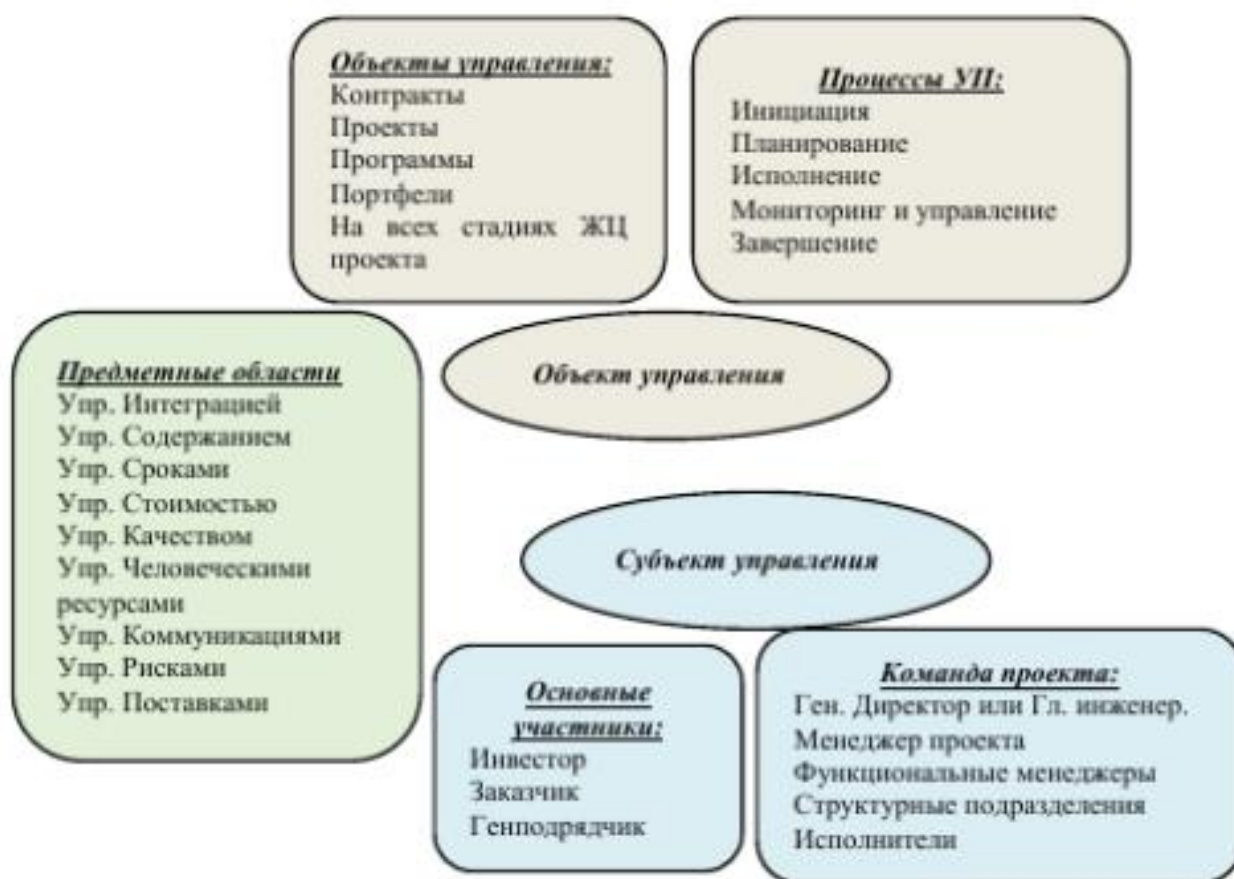 Объекты управления:
Контракты
Проекты
Программы
Портфели
На всех стадиях ЖЦ
проекта
Процессы УП:
Инициация
Планирование
Исполнение
Мониторинг и управление
Завершение
Предметные области
Упр. Интеграцией
Упр. Содержанием
Упр. Сроками
Упр. Стоимостью
Упр. Качеством
Упр. Человеческими
ресурсами
Упр. Коммуникациями
Упр. Рисками
Упр. Поставками
Объект управления
Субъект управления
Основные
участники:
Инвестор
Заказчик
Генподрядчик
Команда проекта:
Ген. Директор или Гл. инженер.
Менеджер проекта
Функциональные менеджеры
Структурные подразделения
Исполнители